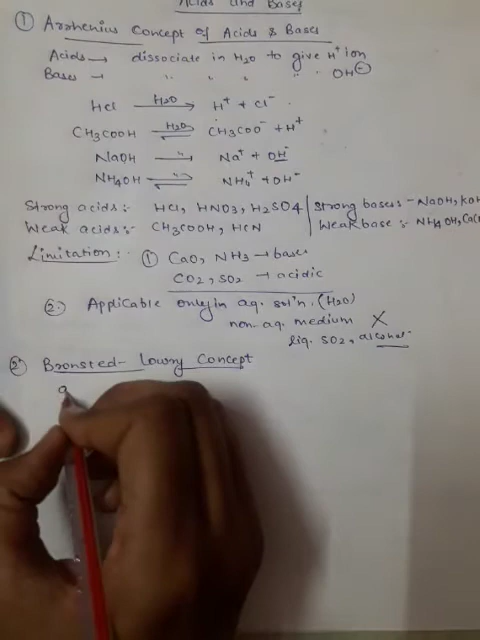 Acids and Bases
① Arrhenius Concept of Acids & Bases
Acids → dissociate in H2O to give H+ ion
Bases → " " " " OH⊖
HCl —H2O→ H+ + Cl-
CH3COOH ⇌H2O CH3COO- + H+
NaOH —"→ Na+ + OH-
NH4OH ⇌" NH4+ + OH-
Strong acids :- HCl, HNO3, H2SO4 | Strong bases - NaOH, KOH
Weak acids :- CH3COOH, HCN | Weak base :- NH4OH,
Limitation :- ① CaO, NH3 → bases
CO2, SO2 → acidic
②. Applicable only in aq. sol'n. (H2O)
non-aq. medium X
liq. SO2, alcohol
② Bronsted-Lowry Concept